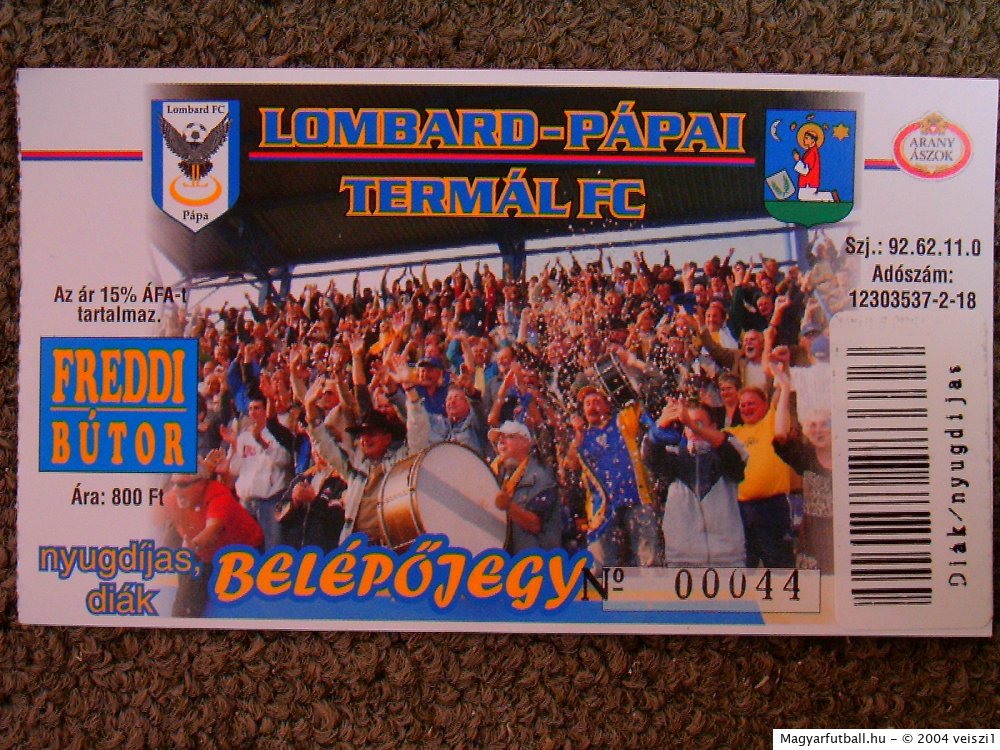 Lombard FC
Pápa
LOMBARD-PÁPAI
TERMÁL FC
ARANY
ÁSZOK
Szj.: 92.62.11.0
Adószám:
12303537-2-18
Az ár 15% ÁFA-t
tartalmaz.
FREDDI
BÚTOR
Ára: 800 Ft
nyugdíjas,
diák
BELÉPŐJEGY
Nº 00044
Diák/nyugdíjas
Magyarfutball.hu - © 2004 veiszi1